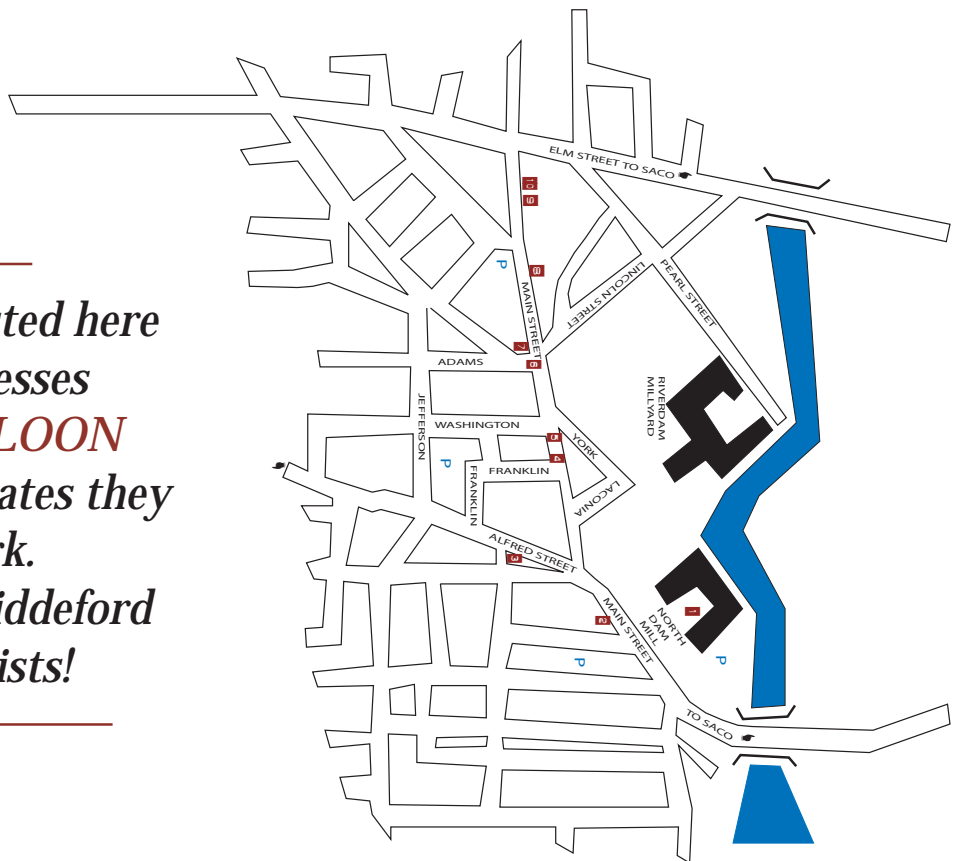 ted here
esses
LOON
ates they
k.
iddeford
ists!
ELM STREET TO SACO
10
9
8
7
6
5
4
3
2
1
P
P
P
P
MAIN STREET
LINCOLN STREET
PEARL STREET
ADAMS
JEFFERSON
WASHINGTON
YORK
FRANKLIN
FRANKLIN
LACONIA
ALFRED STREET
RIVERDAM
MILLYARD
NORTH
DAM
MILL
MAIN STREET
TO SACO